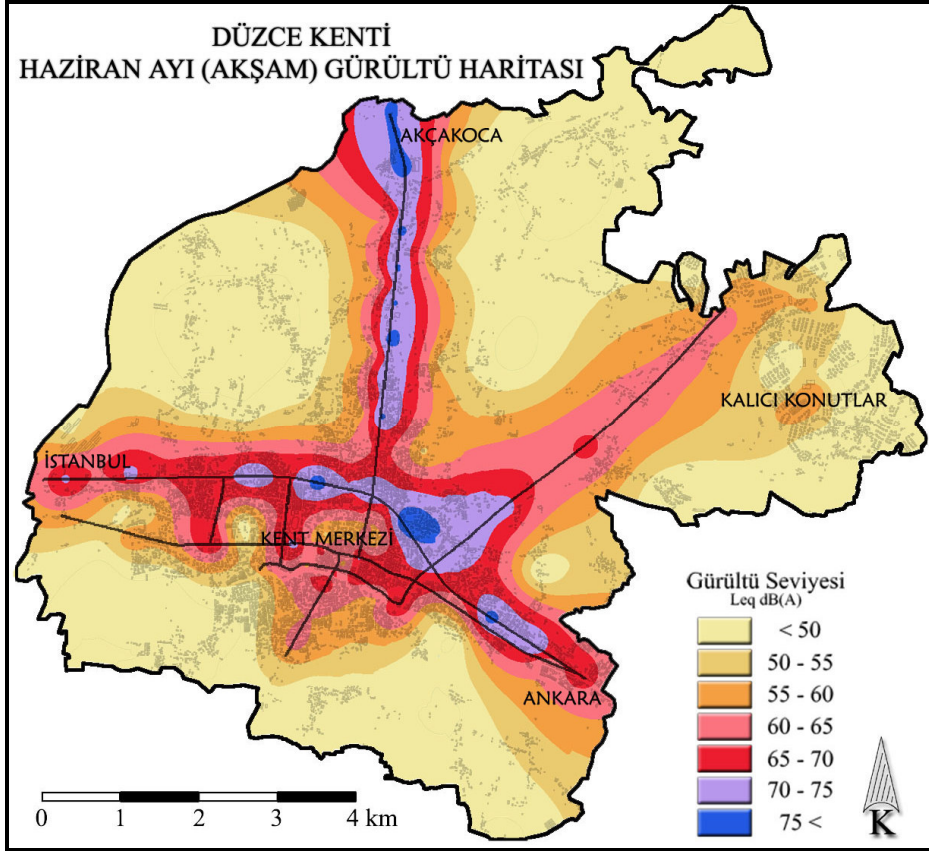 DÜZCE KENTİ
HAZİRAN AYI (AKŞAM) GÜRÜLTÜ HARİTASI
AKÇAKOCA
KALICI KONUTLAR
İSTANBUL
KENT MERKEZİ
ANKARA
Gürültü Seviyesi
Leq dB(A)
< 50
50 - 55
55 - 60
60 - 65
65 - 70
70 - 75
75 <
0 1 2 3 4 km
K